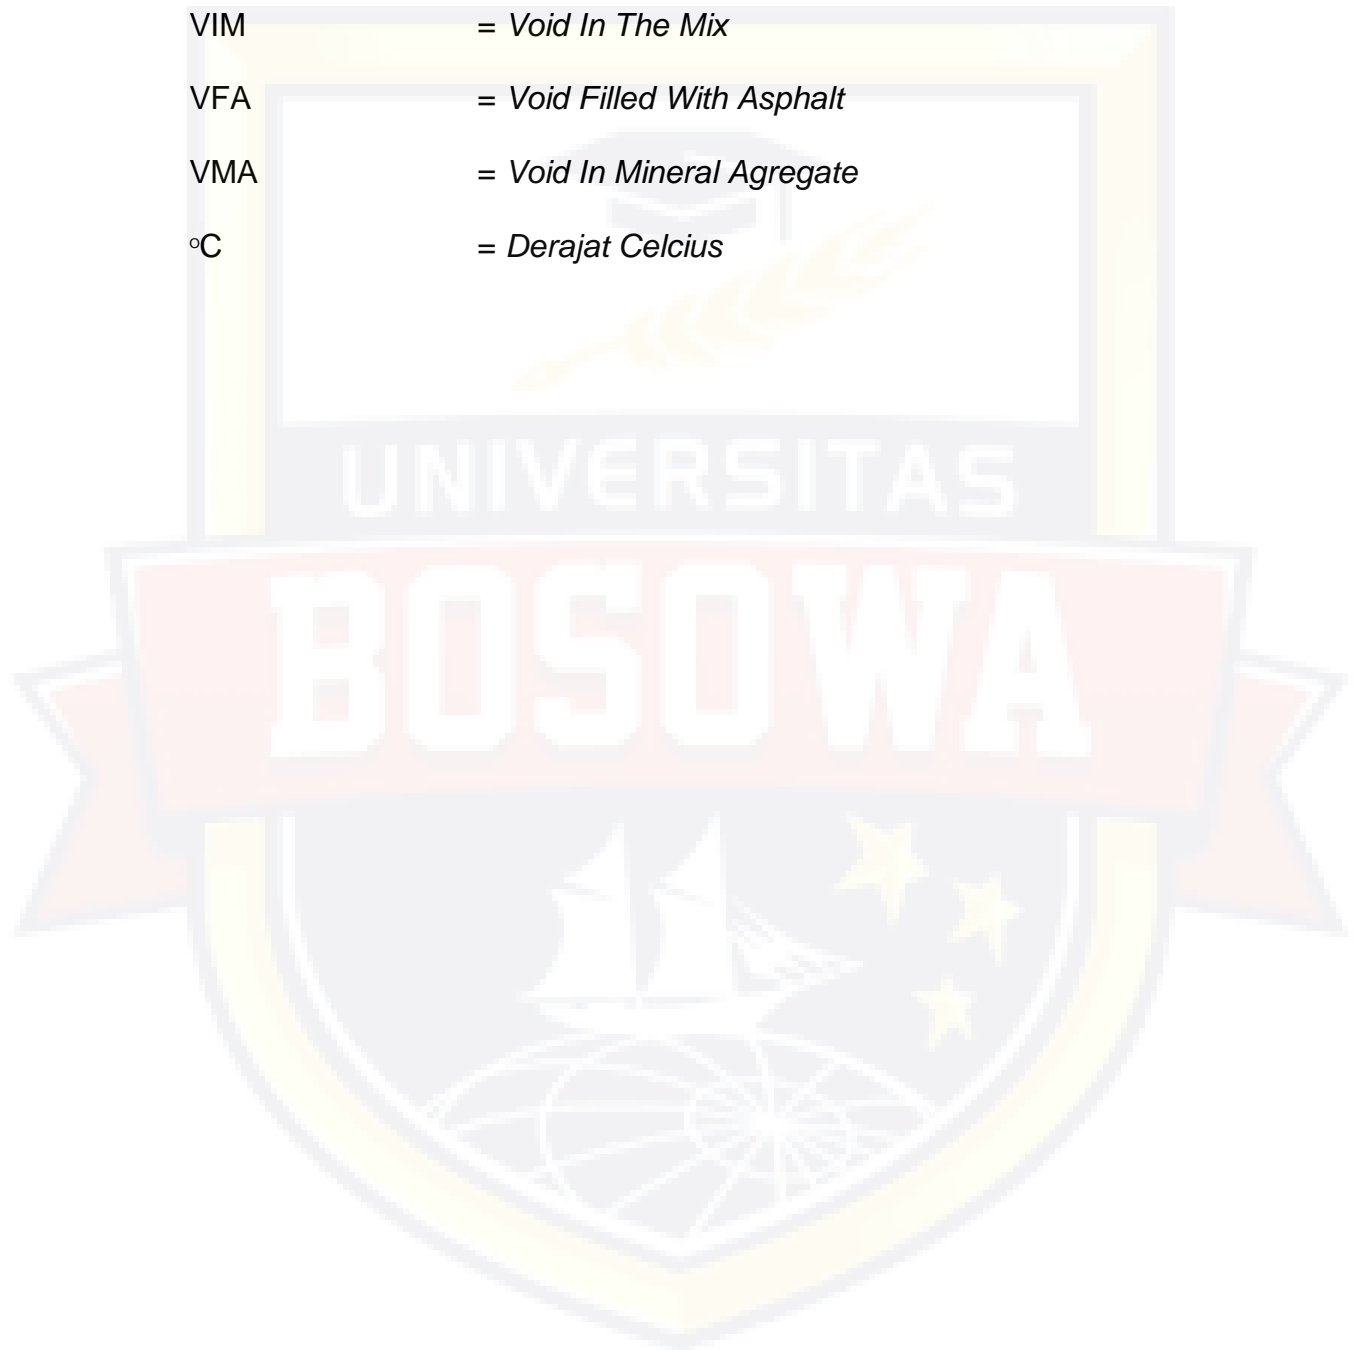 VIM = Void In The Mix
VFA = Void Filled With Asphalt
VMA = Void In Mineral Agregate
ºC = Derajat Celcius
UNIVERSITAS
BOSOWA